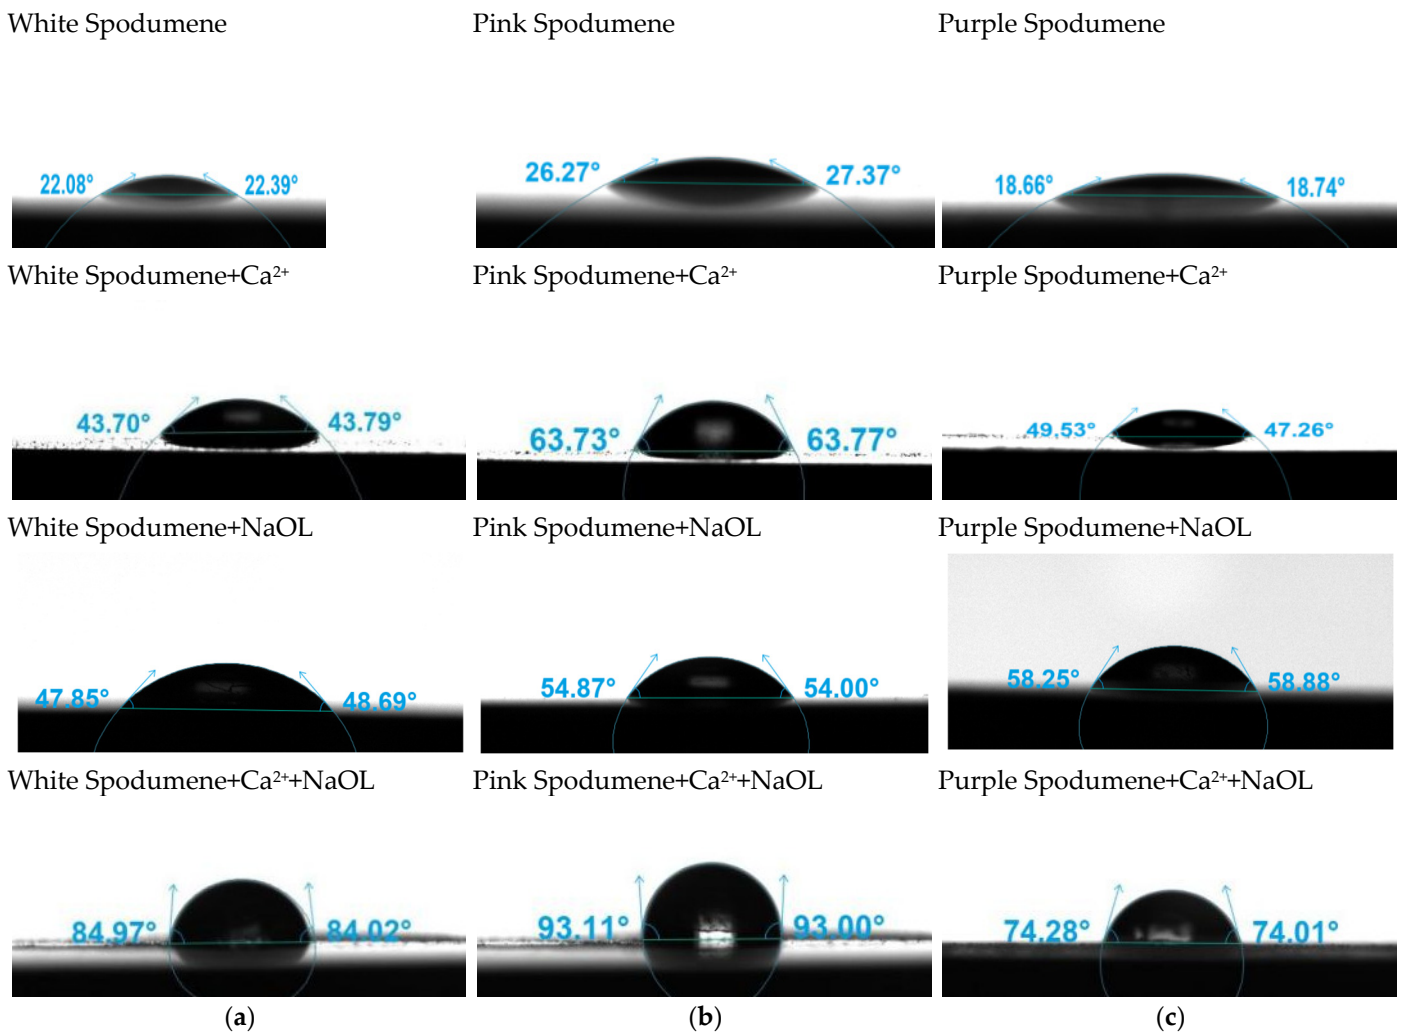 White Spodumene Pink Spodumene Purple Spodumene
22.08° 22.39° 26.27° 27.37° 18.66° 18.74°
White Spodumene+Ca²⁺ Pink Spodumene+Ca²⁺ Purple Spodumene+Ca²⁺
43.70° 43.79° 63.73° 63.77° 49.53° 47.26°
White Spodumene+NaOL Pink Spodumene+NaOL Purple Spodumene+NaOL
47.85° 48.69° 54.87° 54.00° 58.25° 58.88°
White Spodumene+Ca²⁺+NaOL Pink Spodumene+Ca²⁺+NaOL Purple Spodumene+Ca²⁺+NaOL
84.97° 84.02° 93.11° 93.00° 74.28° 74.01°
(a) (b) (c)